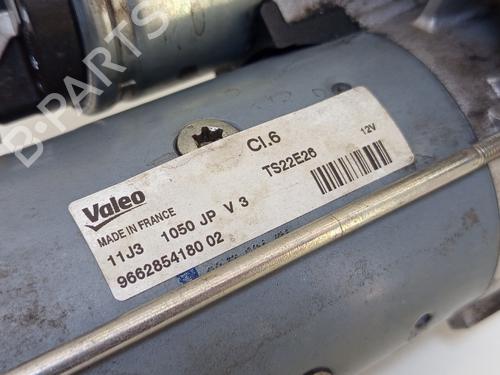 B-PARTS
Valeo
MADE IN FRANCE
11J3 1050 JP V 3
9662854180 02
Cl.6
TS22E26
12V